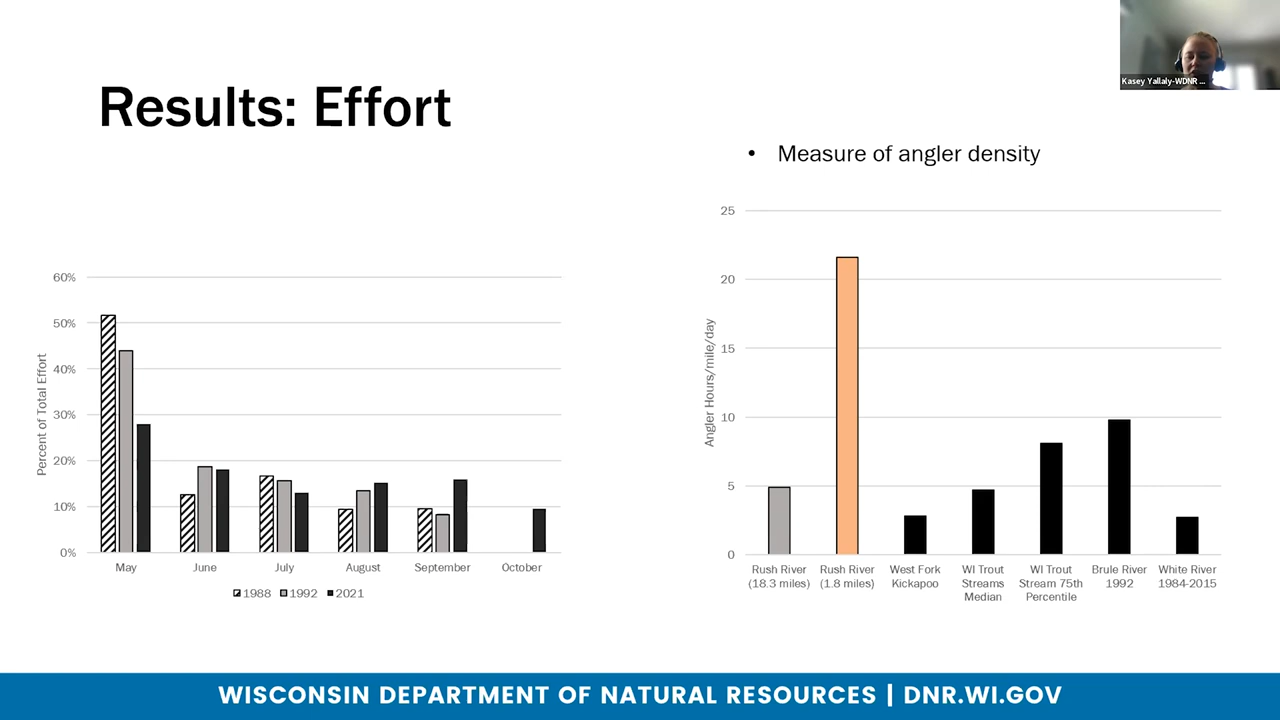 Kasey Yallaly-WDNR ...
Results: Effort
• Measure of angler density
60%
50%
40%
30%
20%
10%
0%
Percent of Total Effort
May June July August September October
1988 1992 2021
25
20
15
10
5
0
Angler Hours/mile/day
Rush River Rush River West Fork WI Trout WI Trout Brule River White River
(18.3 miles) (1.8 miles) Kickapoo Streams Stream 75th 1992 1984-2015
Median Percentile
WISCONSIN DEPARTMENT OF NATURAL RESOURCES | DNR.WI.GOV